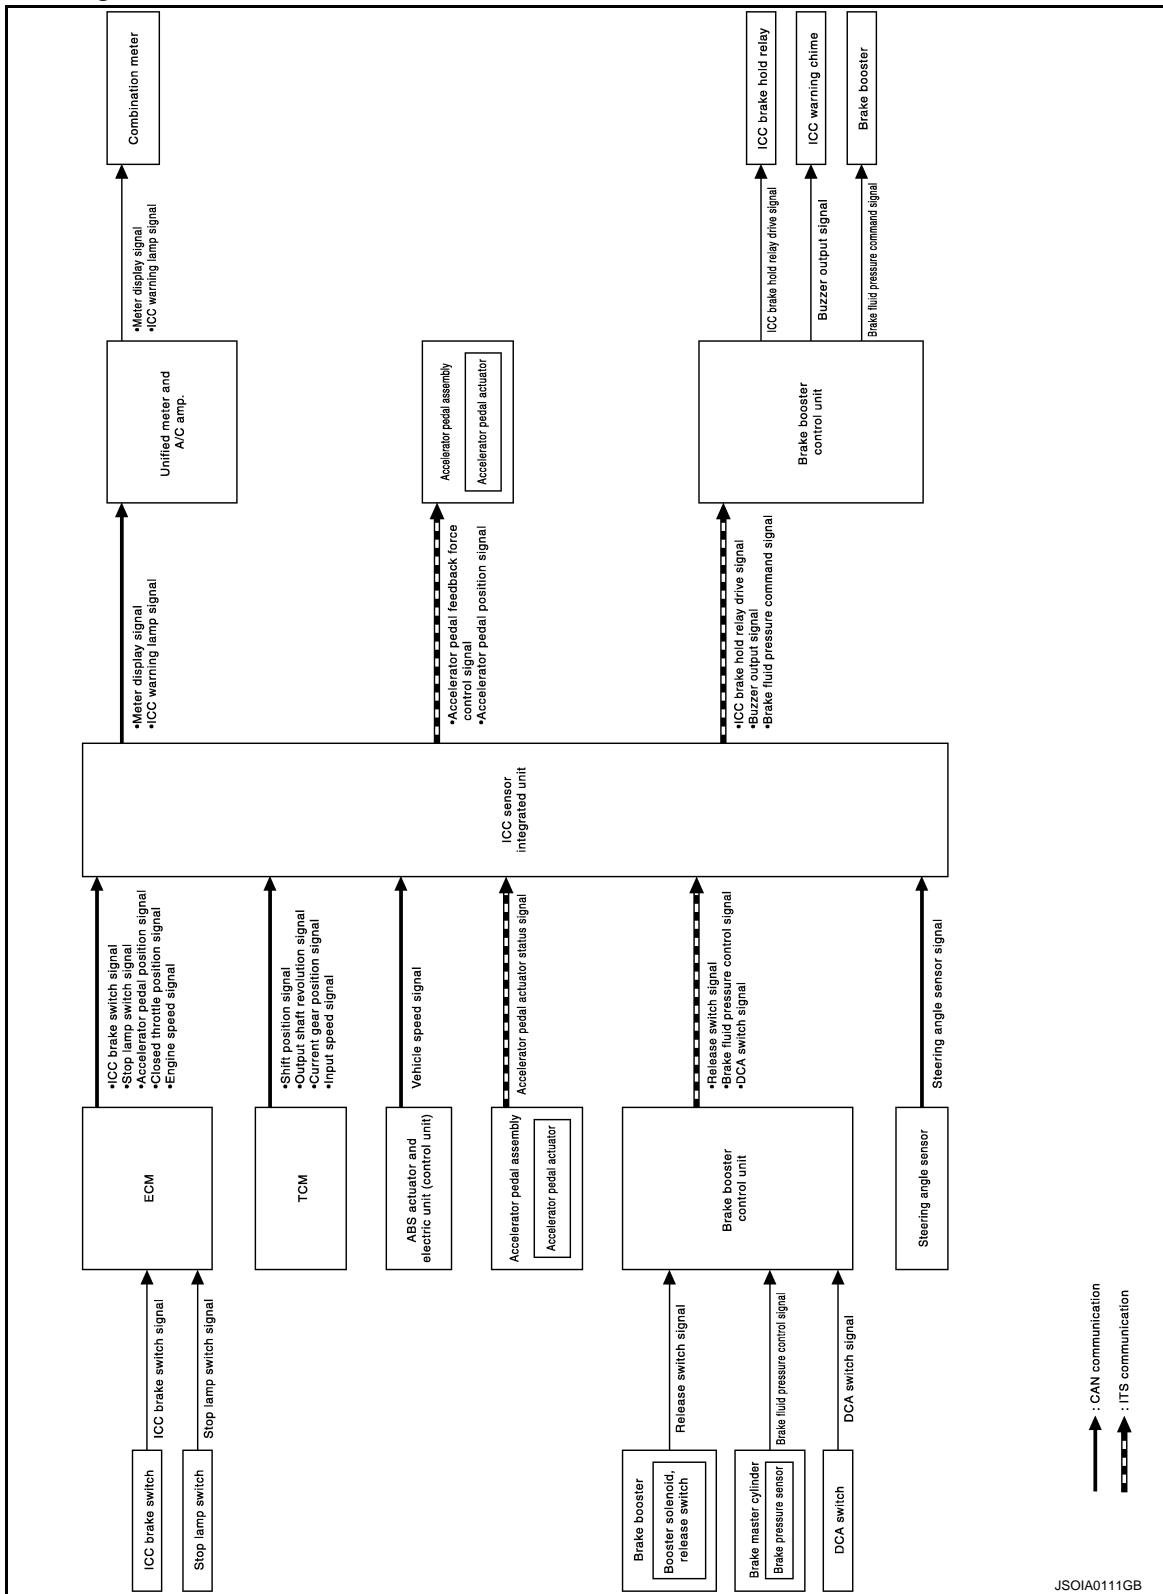 Combination meter
•Meter display signal
•ICC warning lamp signal
Unified meter and
A/C amp.
•Meter display signal
•ICC warning lamp signal
ICC brake hold relay
ICC warning chime
Brake booster
ICC brake hold relay drive signal
Buzzer output signal
Brake fluid pressure command signal
Accelerator pedal assembly
Accelerator pedal actuator
Brake booster
control unit
•Accelerator pedal feedback force
control signal
•Accelerator pedal position signal
•ICC brake hold relay drive signal
•Buzzer output signal
•Brake fluid pressure command signal
ICC sensor
integrated unit
•ICC brake switch signal
•Stop lamp switch signal
•Accelerator pedal position signal
•Closed throttle position signal
•Engine speed signal
•Shift position signal
•Output shaft revolution signal
•Current gear position signal
•Input speed signal
Vehicle speed signal
Accelerator pedal actuator status signal
•Release switch signal
•Brake fluid pressure control signal
•DCA switch signal
Steering angle sensor signal
ECM
TCM
ABS actuator and
electric unit (control unit)
Accelerator pedal assembly
Accelerator pedal actuator
Brake booster
control unit
Steering angle sensor
ICC brake switch signal
Stop lamp switch signal
Release switch signal
Brake fluid pressure control signal
DCA switch signal
ICC brake switch
Stop lamp switch
Brake booster
Booster solenoid,
release switch
Brake master cylinder
Brake pressure sensor
DCA switch
: CAN communication
: ITS communication
JSOIA0111GB